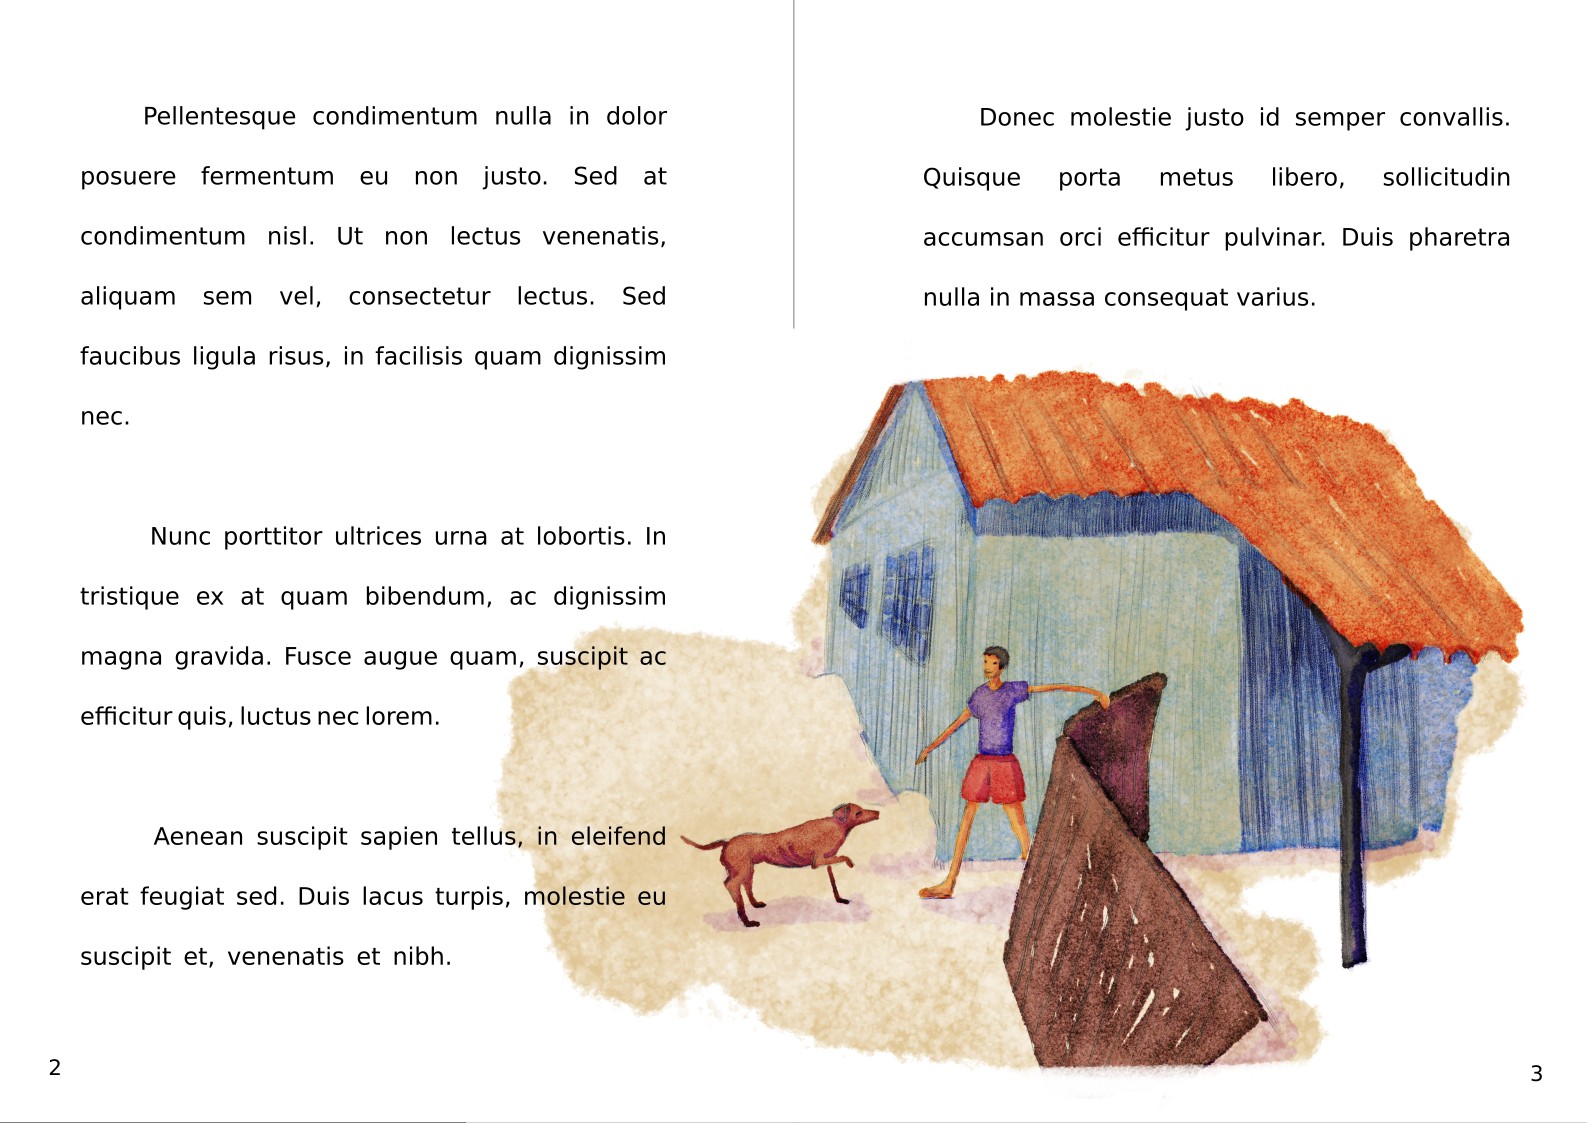 Pellentesque condimentum nulla in dolor
posuere fermentum eu non justo. Sed at
condimentum nisl. Ut non lectus venenatis,
aliquam sem vel, consectetur lectus. Sed
faucibus ligula risus, in facilisis quam dignissim
nec.
Nunc porttitor ultrices urna at lobortis. In
tristique ex at quam bibendum, ac dignissim
magna gravida. Fusce augue quam, suscipit ac
efficitur quis, luctus nec lorem.
Aenean suscipit sapien tellus, in eleifend
erat feugiat sed. Duis lacus turpis, molestie eu
suscipit et, venenatis et nibh.
2
Donec molestie justo id semper convallis.
Quisque porta metus libero, sollicitudin
accumsan orci efficitur pulvinar. Duis pharetra
nulla in massa consequat varius.
3